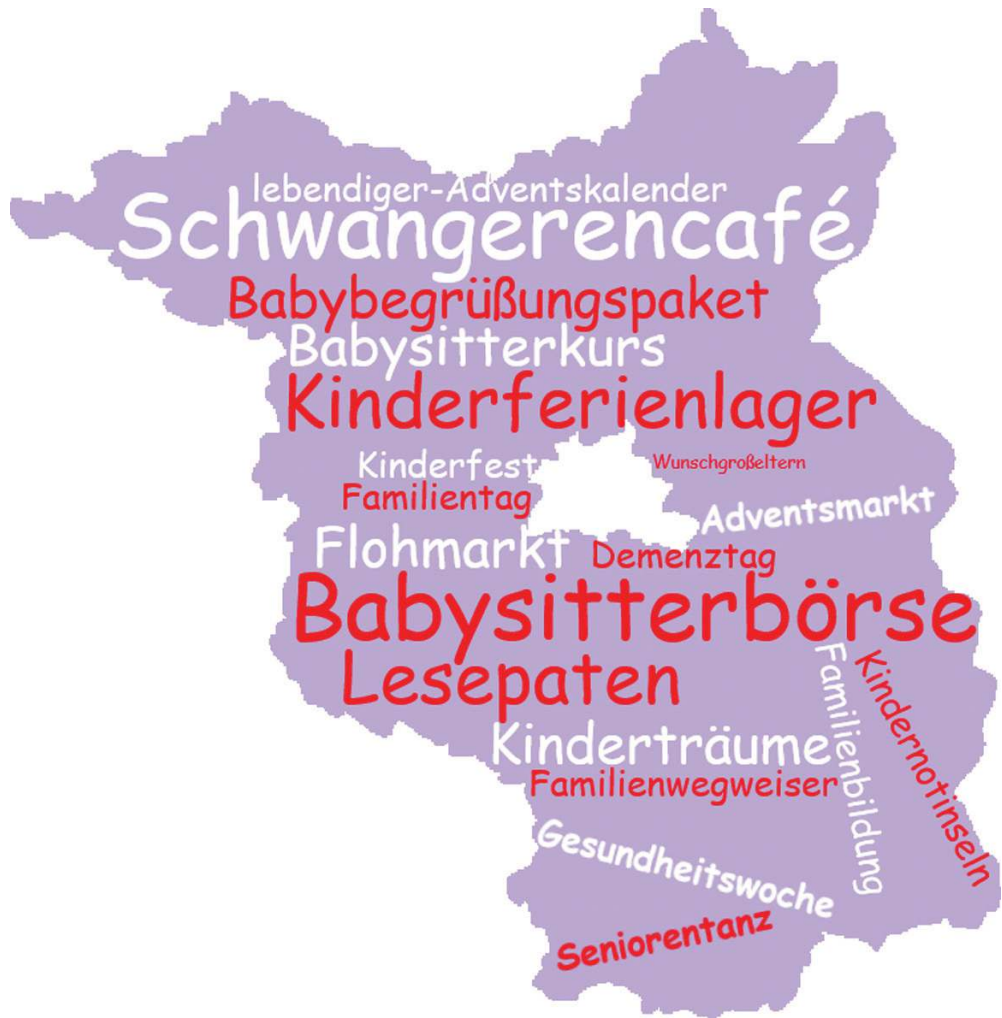 lebendiger-Adventskalender
Schwangerencafé
Babybegrüßungspaket
Babysitterkurs
Kinderferienlager
Kinderfest
Wunschgroßeltern
Familientag
Adventsmarkt
Flohmarkt
Demenztag
Babysitterbörse
Lesepaten
Familienbildung
Kindernotinseln
Kinderträume
Familienwegweiser
Gesundheitswoche
Seniorentanz